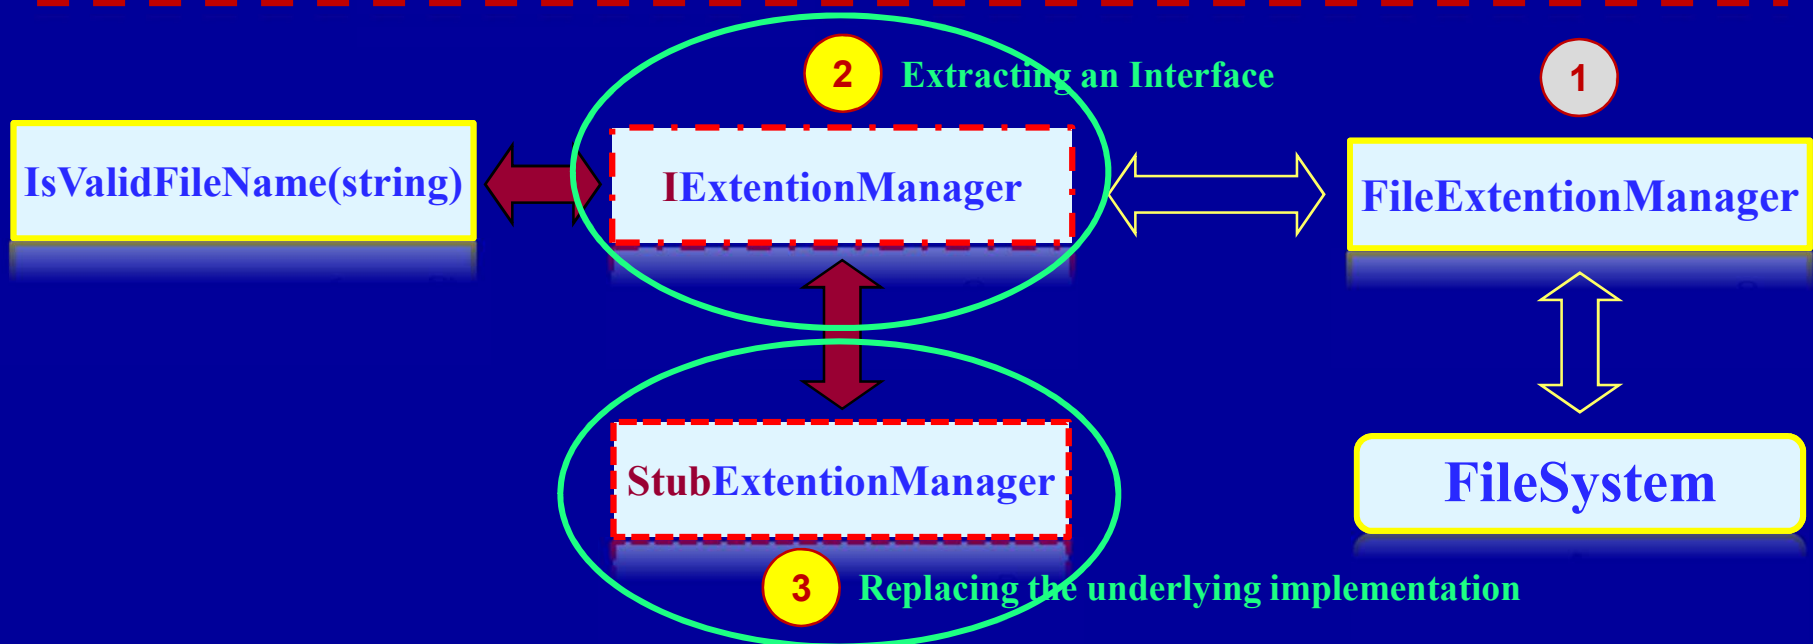 2
Extracting an Interface
1
IsValidFileName(string)
IExtentionManager
FileExtentionManager
StubExtentionManager
FileSystem
3
Replacing the underlying implementation